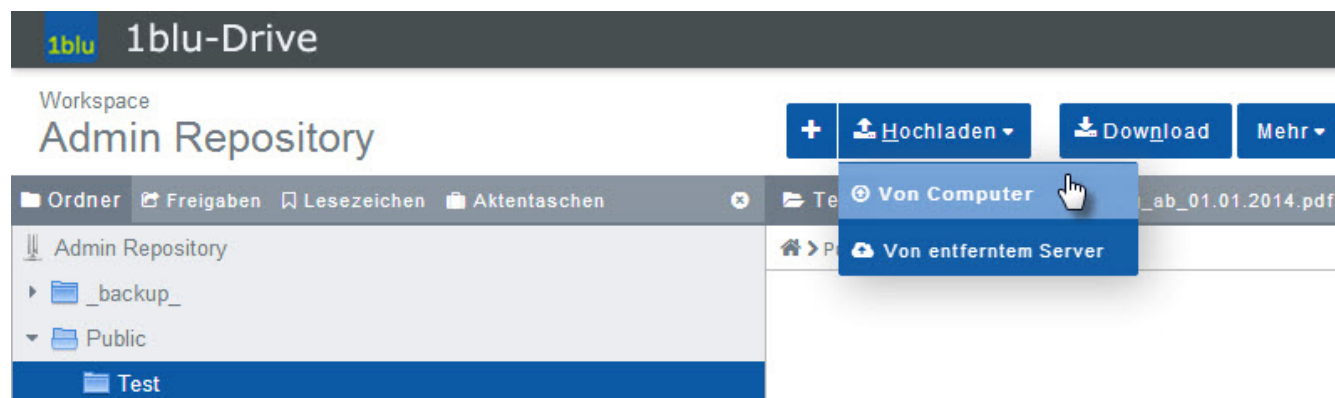 1blu 1blu-Drive
Workspace
Admin Repository
Hochladen
Download
Mehr
Ordner Freigaben Lesezeichen Aktentaschen
Te
Von Computer
_ab_01.01.2014.pdf
Admin Repository
Von entferntem Server
_backup_
Public
Test